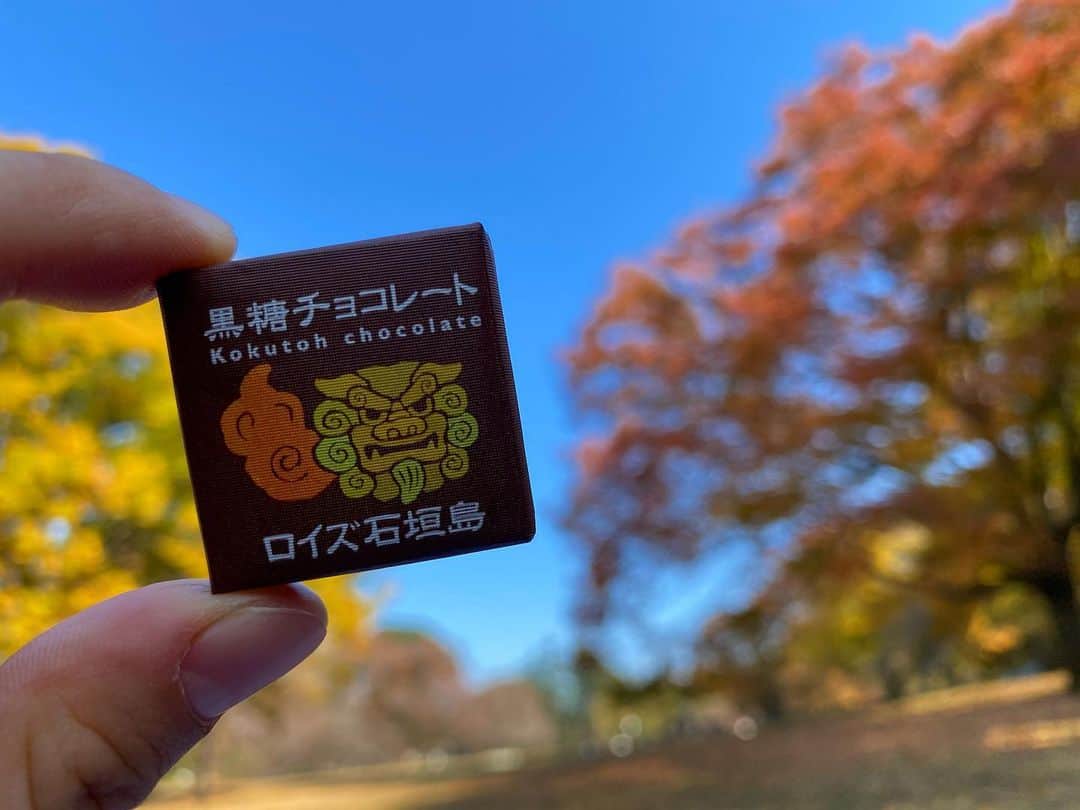 黒糖チョコレート
Kokutoh chocolate
ロイズ石垣島